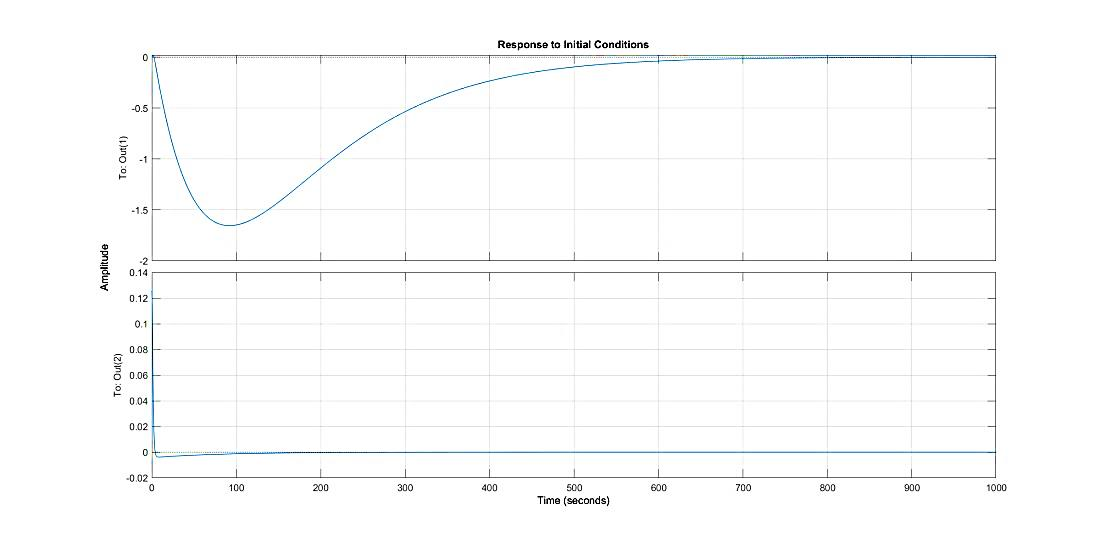 Response to Initial Conditions
To: Out(1)
0
-0.5
-1
-1.5
-2
Amplitude
To: Out(2)
0.14
0.12
0.1
0.08
0.06
0.04
0.02
0
-0.02
0 100 200 300 400 500 600 700 800 900 1000
Time (seconds)